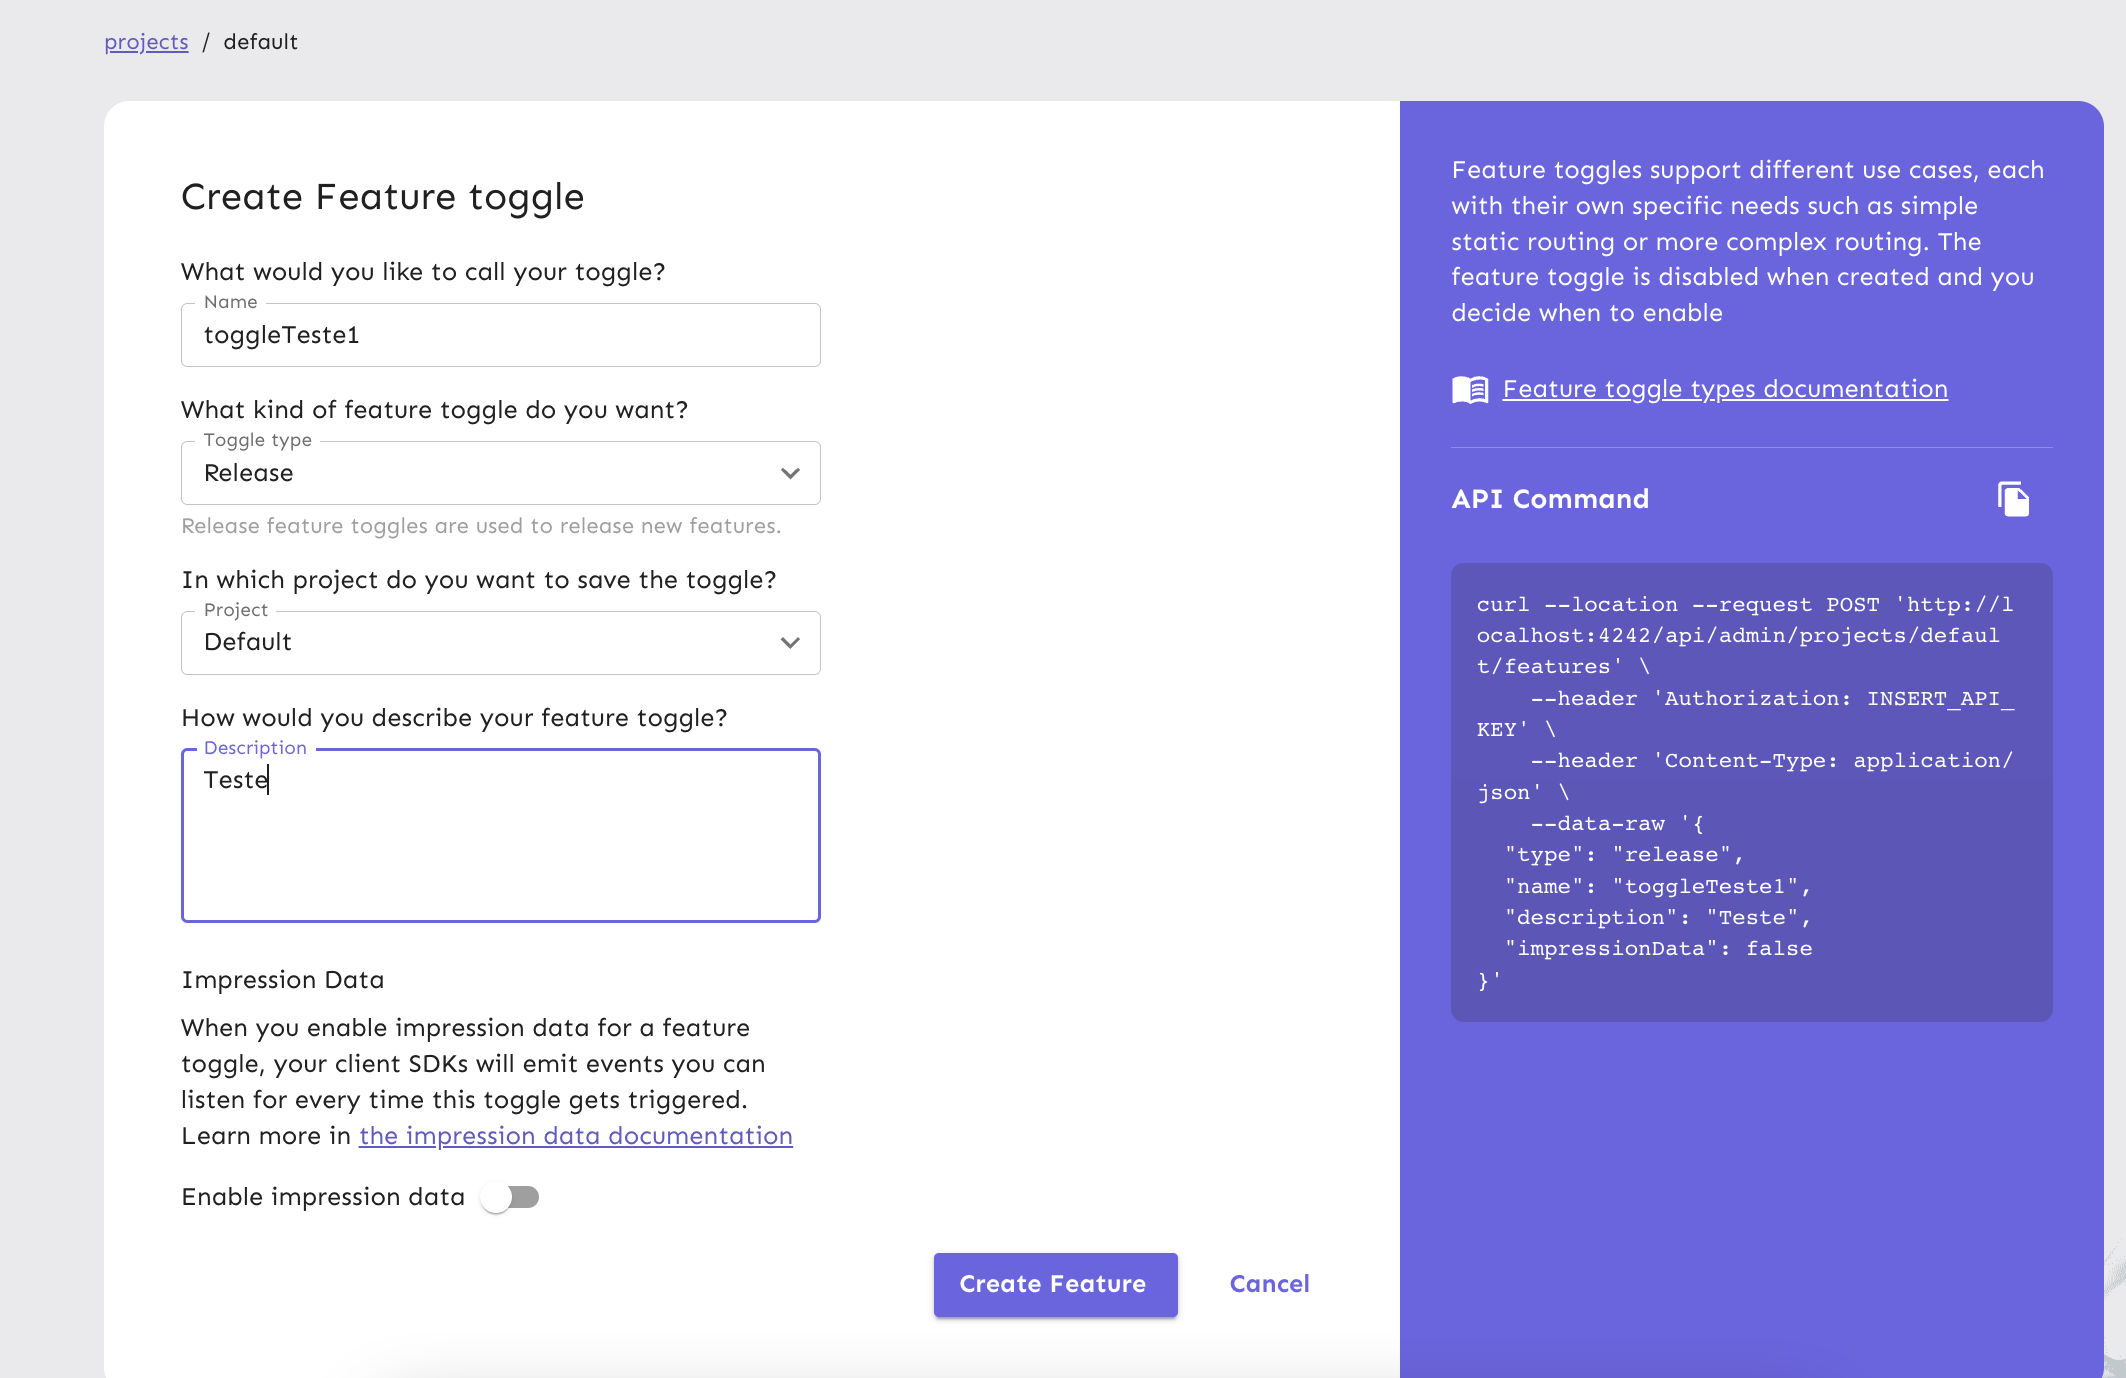 projects / default
Create Feature toggle
What would you like to call your toggle?
Name
toggleTeste1
What kind of feature toggle do you want?
Toggle type
Release
Release feature toggles are used to release new features.
In which project do you want to save the toggle?
Project
Default
How would you describe your feature toggle?
Description
Teste
Impression Data
When you enable impression data for a feature
toggle, your client SDKs will emit events you can
listen for every time this toggle gets triggered.
Learn more in the impression data documentation
Enable impression data
Create Feature
Cancel
Feature toggles support different use cases, each
with their own specific needs such as simple
static routing or more complex routing. The
feature toggle is disabled when created and you
decide when to enable
Feature toggle types documentation
API Command
curl --location --request POST 'http://l
ocalhost:4242/api/admin/projects/defaul
t/features' \
    --header 'Authorization: INSERT_API_
KEY' \
    --header 'Content-Type: application/
json' \
    --data-raw '{
  "type": "release",
  "name": "toggleTeste1",
  "description": "Teste",
  "impressionData": false
}'